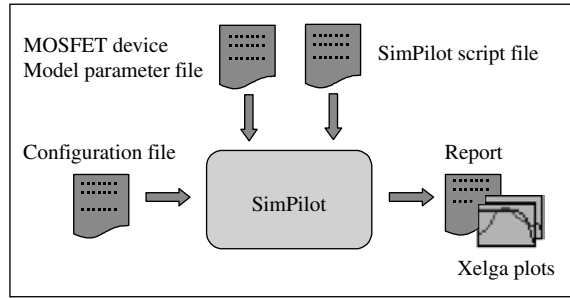 MOSFET device
Model parameter file
SimPilot script file
Configuration file
SimPilot
Report
Xelga plots